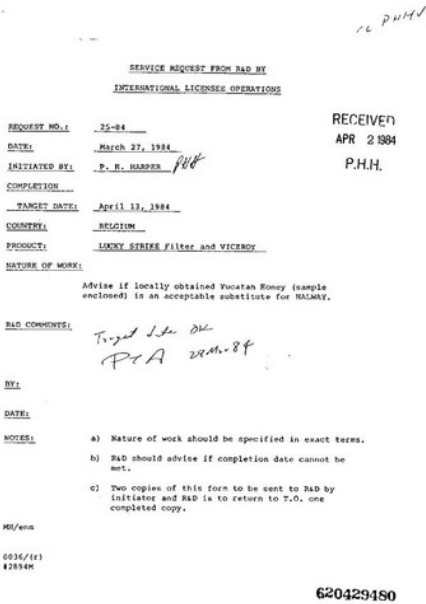 SERVICE REQUEST FROM R&D BY
INTERNATIONAL LICENSEE OPERATIONS
RECEIVED
APR 2 1984
P.H.H.
REQUEST NO.: 25-84
DATE: March 27, 1984
INITIATED BY: P. H. HARPER PHH
COMPLETION
TARGET DATE: April 13, 1984
COUNTRY: BELGIUM
PRODUCT: LUCKY STRIKE Filter and VICEROY
NATURE OF WORK:
Advise if locally obtained Yucatan Honey (sample
enclosed) is an acceptable substitute for HALWAY.
R&D COMMENTS: Target date OK
28 Mar 84
BY:
DATE:
NOTES: a) Nature of work should be specified in exact terms.
b) R&D should advise if completion date cannot be
met.
c) Two copies of this form to be sent to R&D by
initiator and R&D is to return to T.O. one
completed copy.
0036/(r)
#2894M
620429480